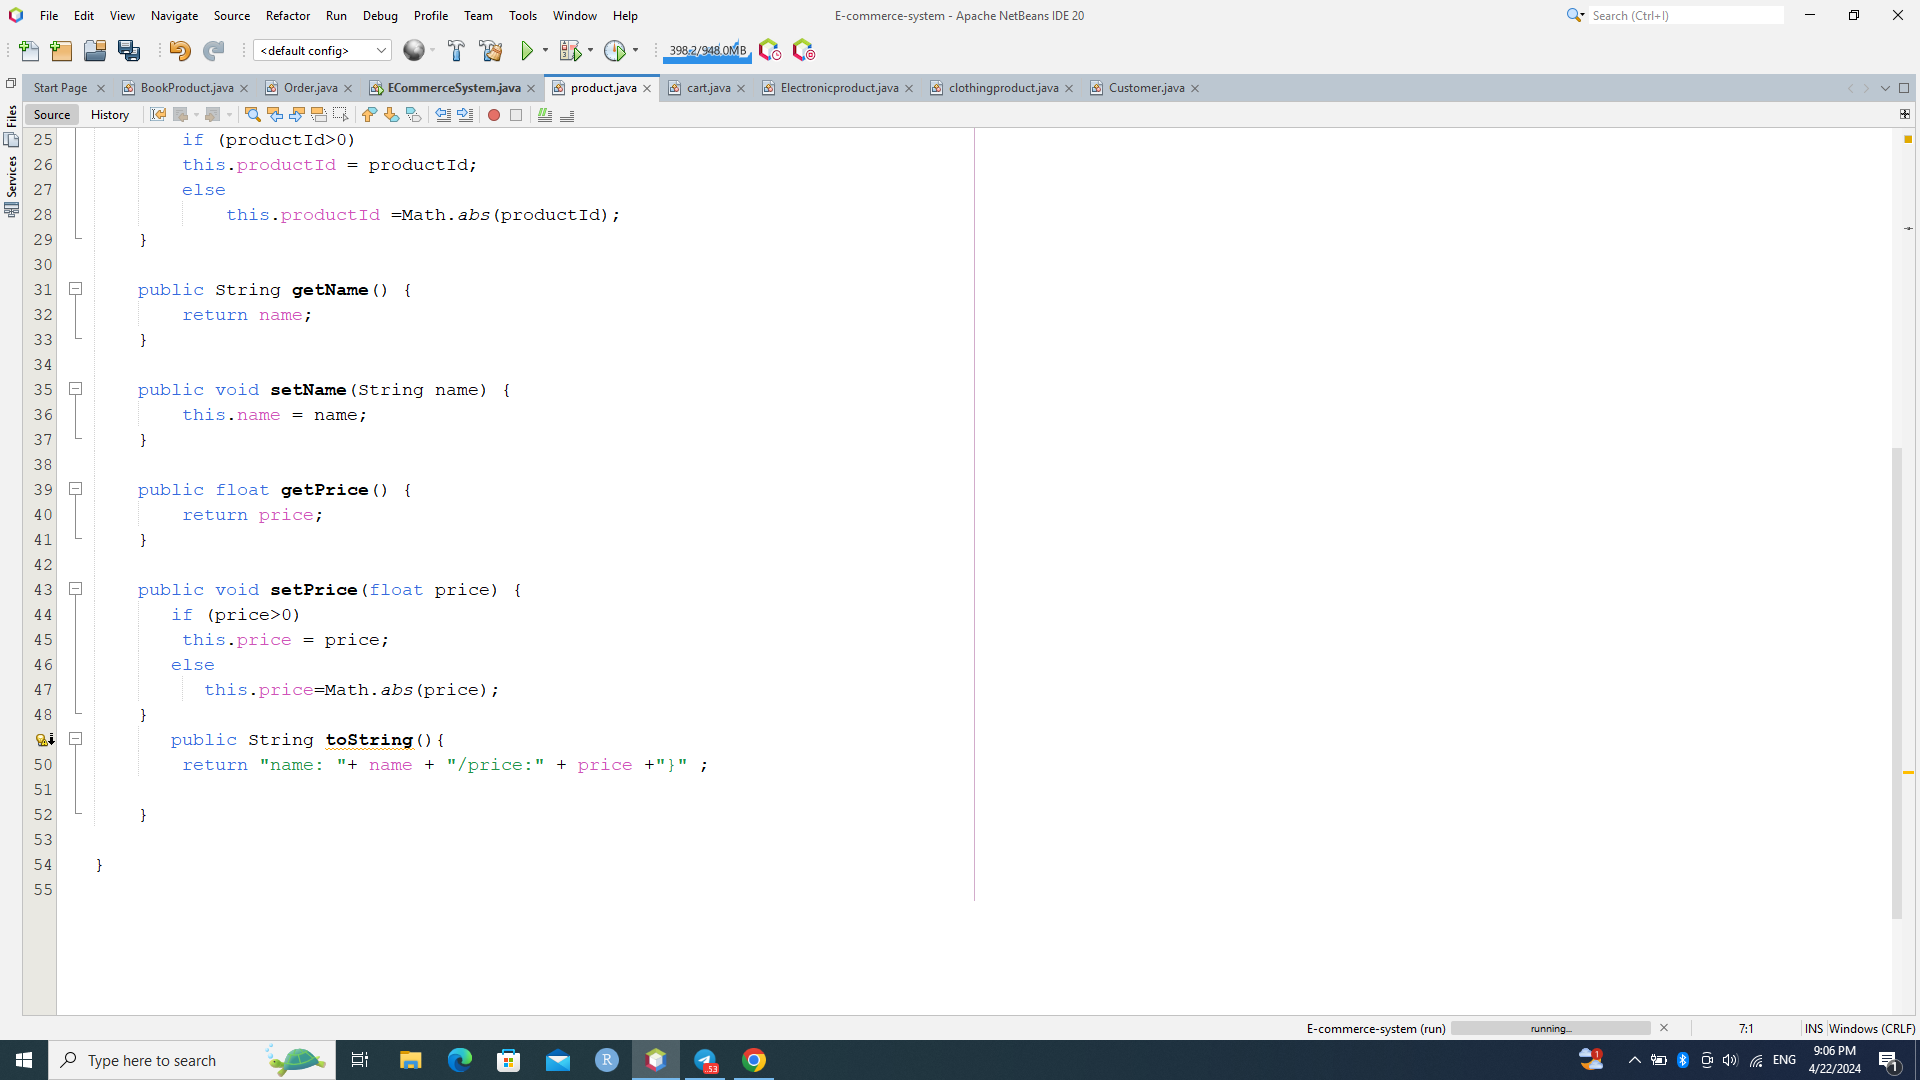 File Edit View Navigate Source Refactor Run Debug Profile Team Tools Window Help E-commerce-system - Apache NetBeans IDE 20 Search (Ctrl+I)
<default config> 398.2/948.0MB
Start Page BookProduct.java Order.java ECommerceSystem.java product.java cart.java Electronicproduct.java clothingproduct.java Customer.java
Source History
Files
Services
25 if (productId>0)
26 this.productId = productId;
27 else
28 this.productId =Math.abs(productId);
29 }
30
31 public String getName() {
32 return name;
33 }
34
35 public void setName(String name) {
36 this.name = name;
37 }
38
39 public float getPrice() {
40 return price;
41 }
42
43 public void setPrice(float price) {
44 if (price>0)
45 this.price = price;
46 else
47 this.price=Math.abs(price);
48 }
public String toString(){
50 return "name: "+ name + "/price:" + price +"}" ;
51
52 }
53
54 }
55
E-commerce-system (run) running... 7:1 INS Windows (CRLF)
Type here to search R .53 1 ENG 9:06 PM 4/22/2024 1